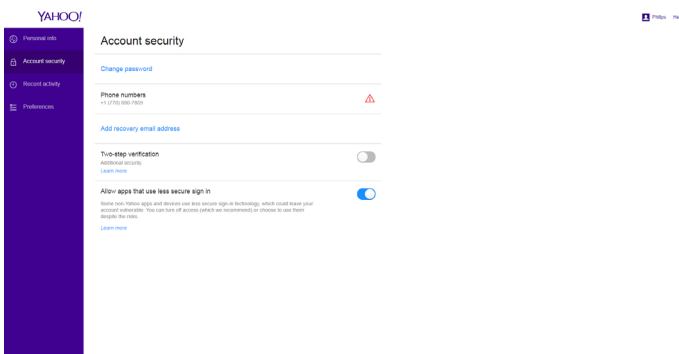 YAHOO!
Philips He
Personal info
Account security
Recent activity
Preferences
Account security
Change password
Phone numbers
Add recovery email address
Two-step verification
Additional security
Learn more
Allow apps that use less secure sign in
Some non-Yahoo apps and devices use less secure sign-in technology, which could leave your
account vulnerable. You can turn off access (which we recommend) or choose to use them
despite the risks.
Learn more